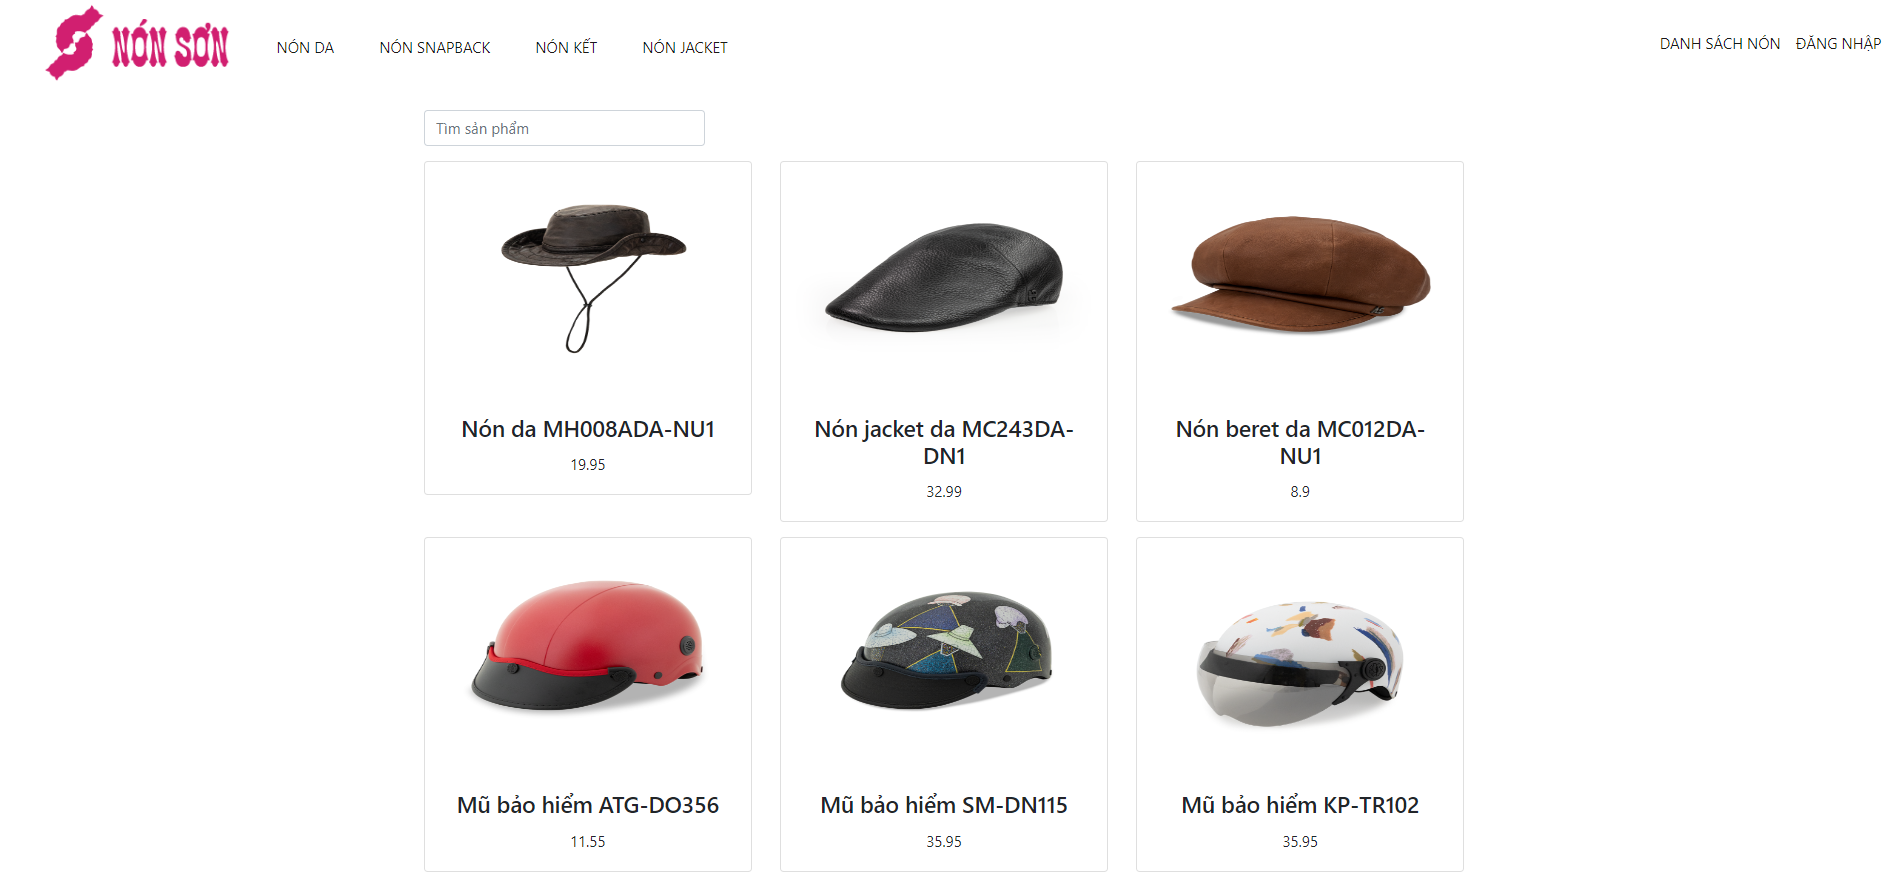 NÓN SƠN
NÓN DA
NÓN SNAPBACK
NÓN KẾT
NÓN JACKET
DANH SÁCH NÓN
ĐĂNG NHẬP
Tìm sản phẩm
Nón da MH008ADA-NU1
19.95
Nón jacket da MC243DA-
DN1
32.99
Nón beret da MC012DA-
NU1
8.9
Mũ bảo hiểm ATG-DO356
11.55
Mũ bảo hiểm SM-DN115
35.95
Mũ bảo hiểm KP-TR102
35.95